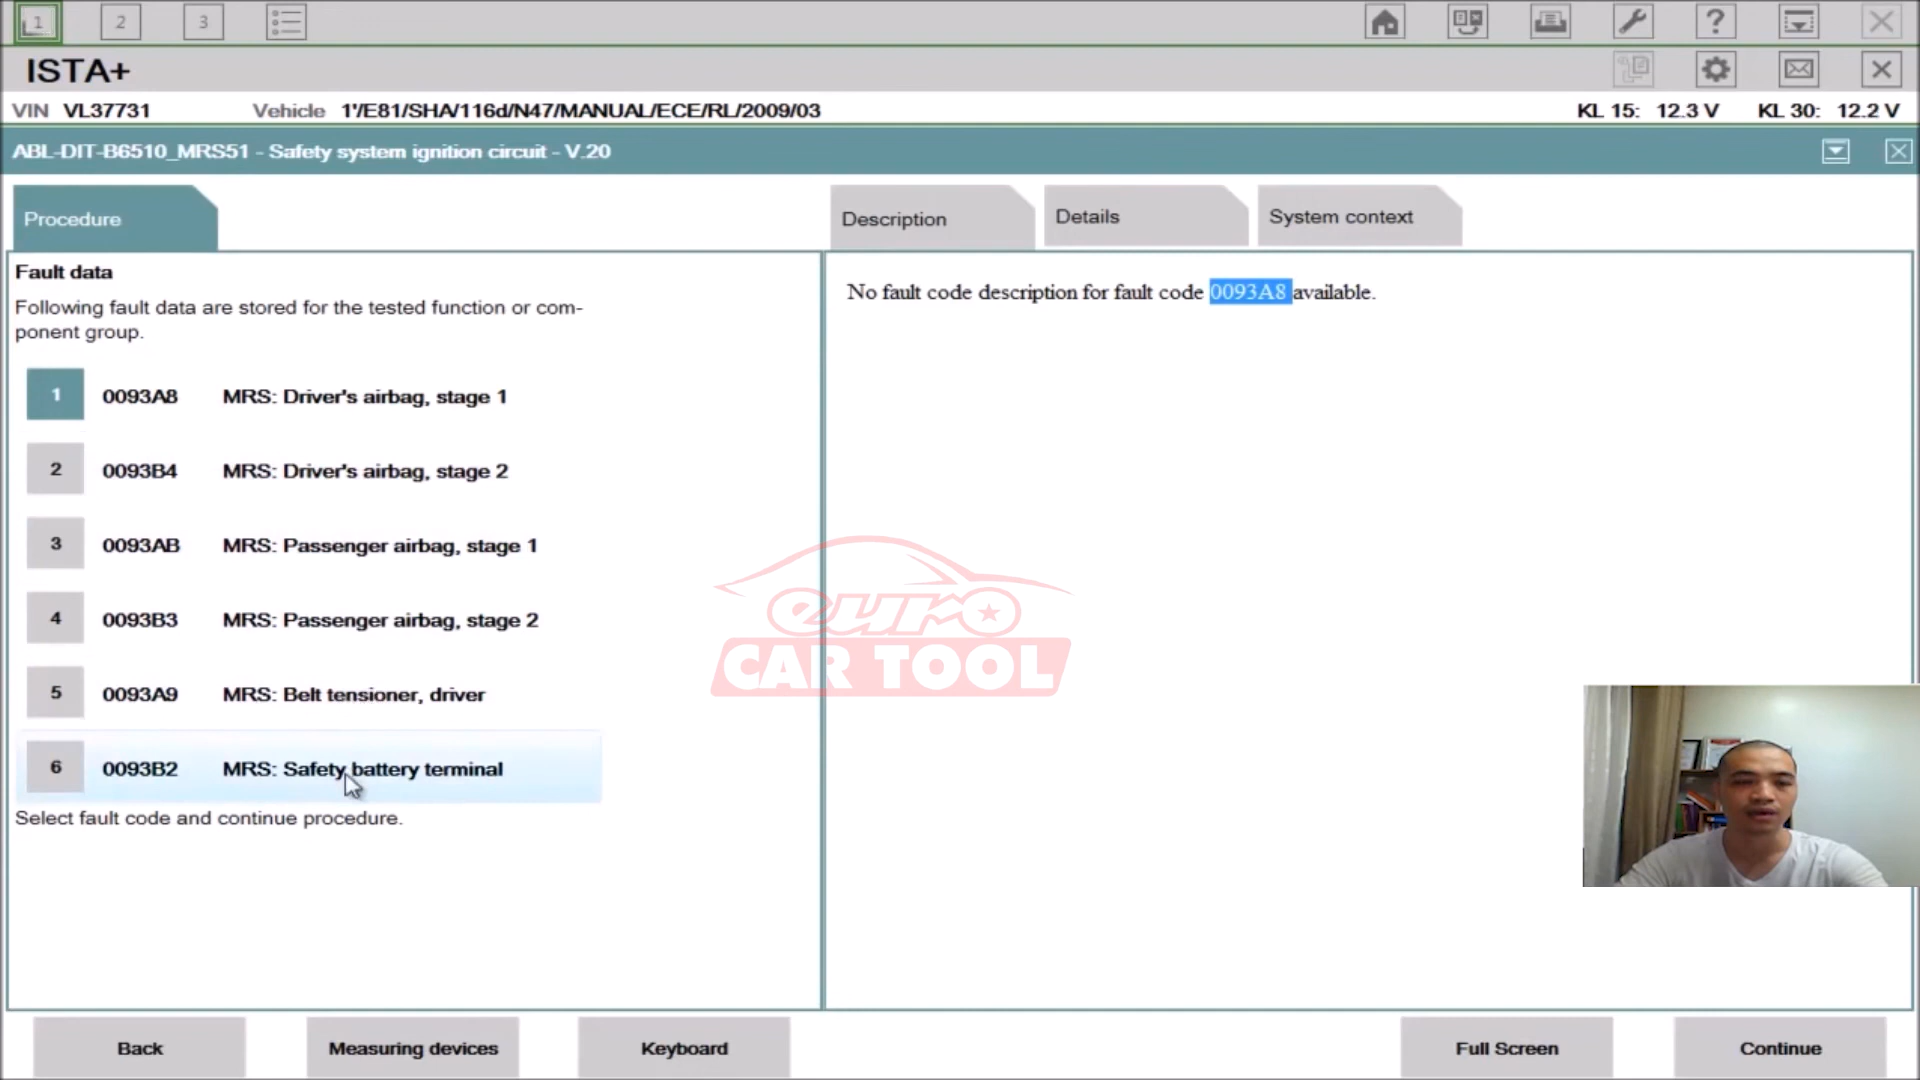 1 2 3
ISTA+
VIN VL37731 Vehicle 1'/E81/SHA/116d/N47/MANUAL/ECE/RL/2009/03 KL 15: 12.3 V KL 30: 12.2 V
ABL-DIT-B6510_MRS51 - Safety system ignition circuit - V.20
Procedure
Description Details System context
Fault data
Following fault data are stored for the tested function or com-
ponent group.
1 0093A8 MRS: Driver's airbag, stage 1
2 0093B4 MRS: Driver's airbag, stage 2
3 0093AB MRS: Passenger airbag, stage 1
4 0093B3 MRS: Passenger airbag, stage 2
5 0093A9 MRS: Belt tensioner, driver
6 0093B2 MRS: Safety battery terminal
Select fault code and continue procedure.
No fault code description for fault code 0093A8 available.
euro
CAR TOOL
Back Measuring devices Keyboard Full Screen Continue